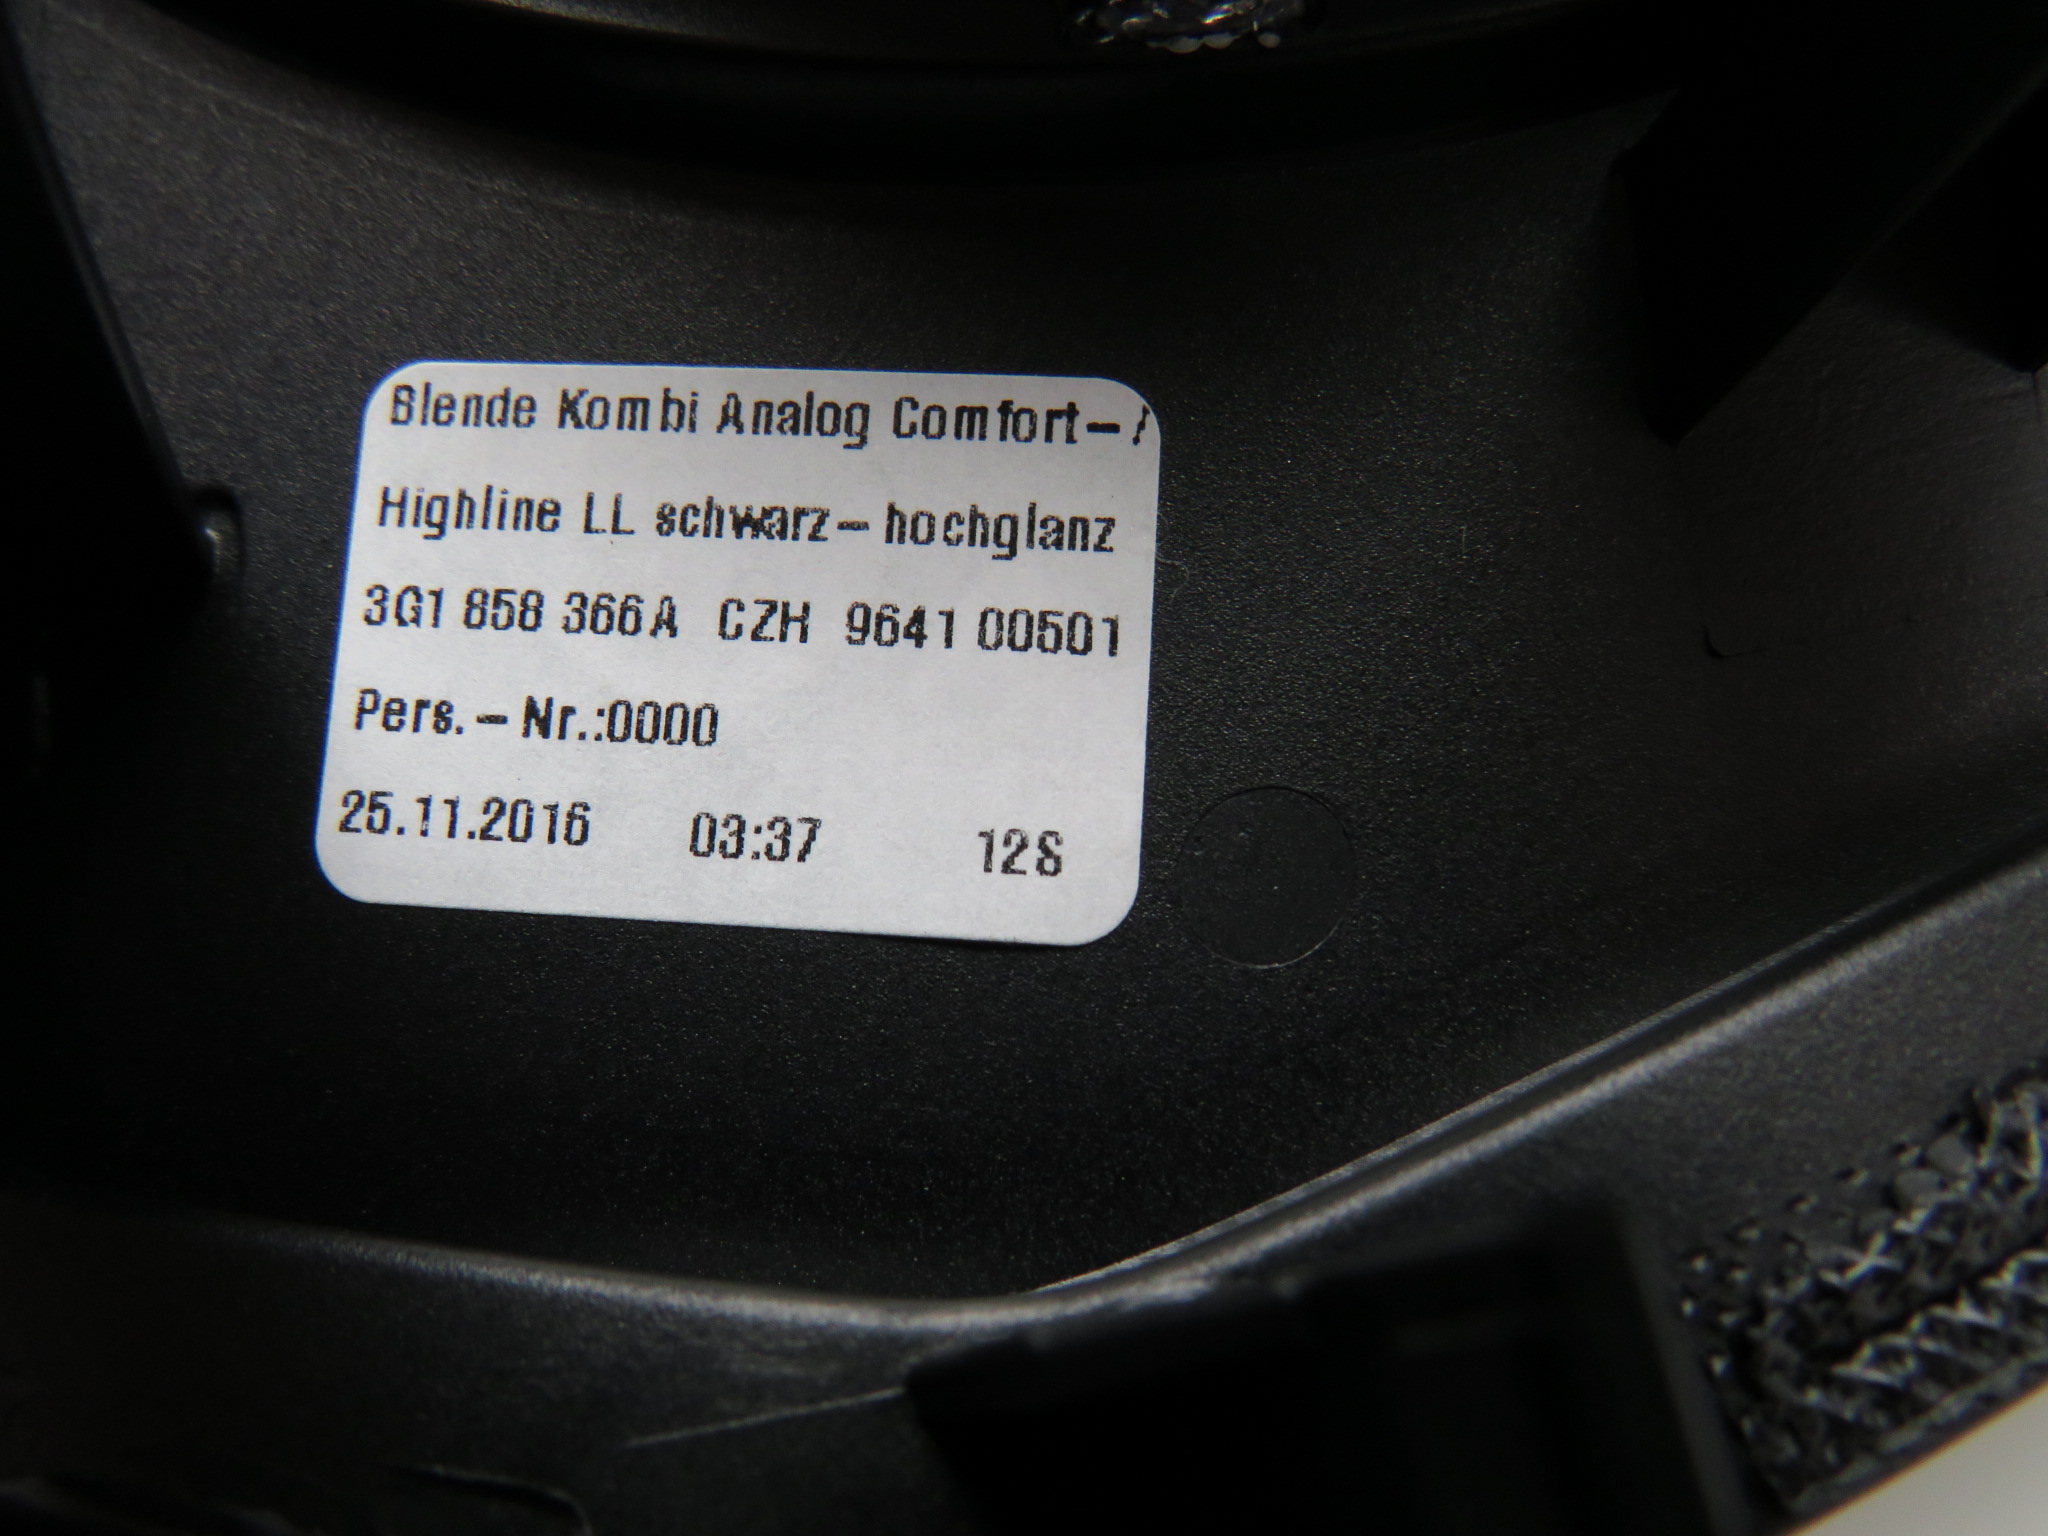 Blende Kombi Analog Comfort-/
Highline LL schwarz- hochglanz
3G1 858 366A CZH 9641 00501
Pers.-Nr.:0000
25.11.2016 03:37 12S